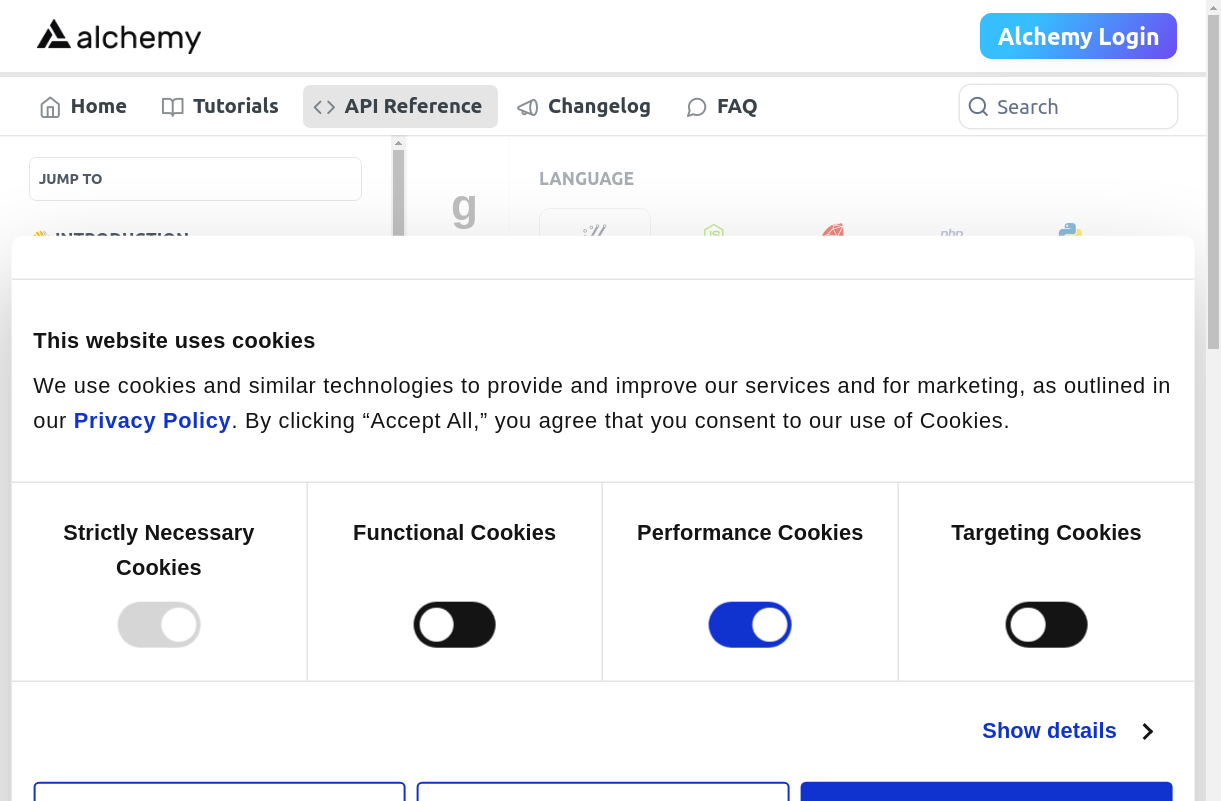 alchemy
Alchemy Login
Home
Tutorials
API Reference
Changelog
FAQ
Search
JUMP TO
INTRODUCTION
g
LANGUAGE
JS
php
This website uses cookies
We use cookies and similar technologies to provide and improve our services and for marketing, as outlined in
our Privacy Policy. By clicking “Accept All,” you agree that you consent to our use of Cookies.
Strictly Necessary
Cookies
Functional Cookies
Performance Cookies
Targeting Cookies
Show details